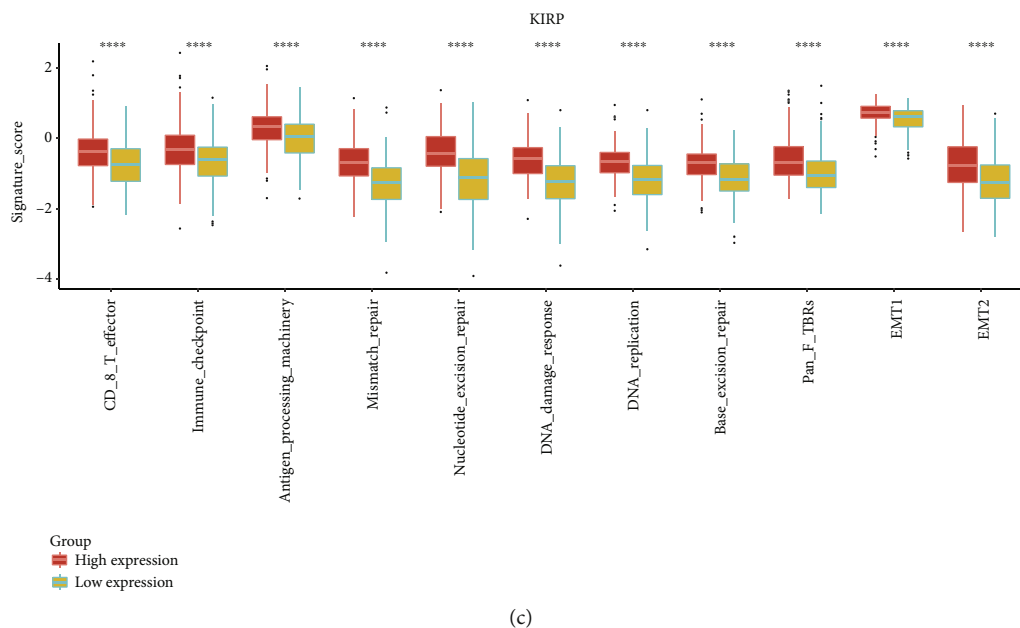 KIRP
**** **** **** **** **** **** **** **** **** **** ****
Signature_score
2
0
−2
−4
CD_8_T_effector
Immune_checkpoint
Antigen_processing_machinery
Mismatch_repair
Nucleotide_excision_repair
DNA_damage_response
DNA_replication
Base_excision_repair
Pan_F_TBRs
EMT1
EMT2
Group
High expression
Low expression
(c)